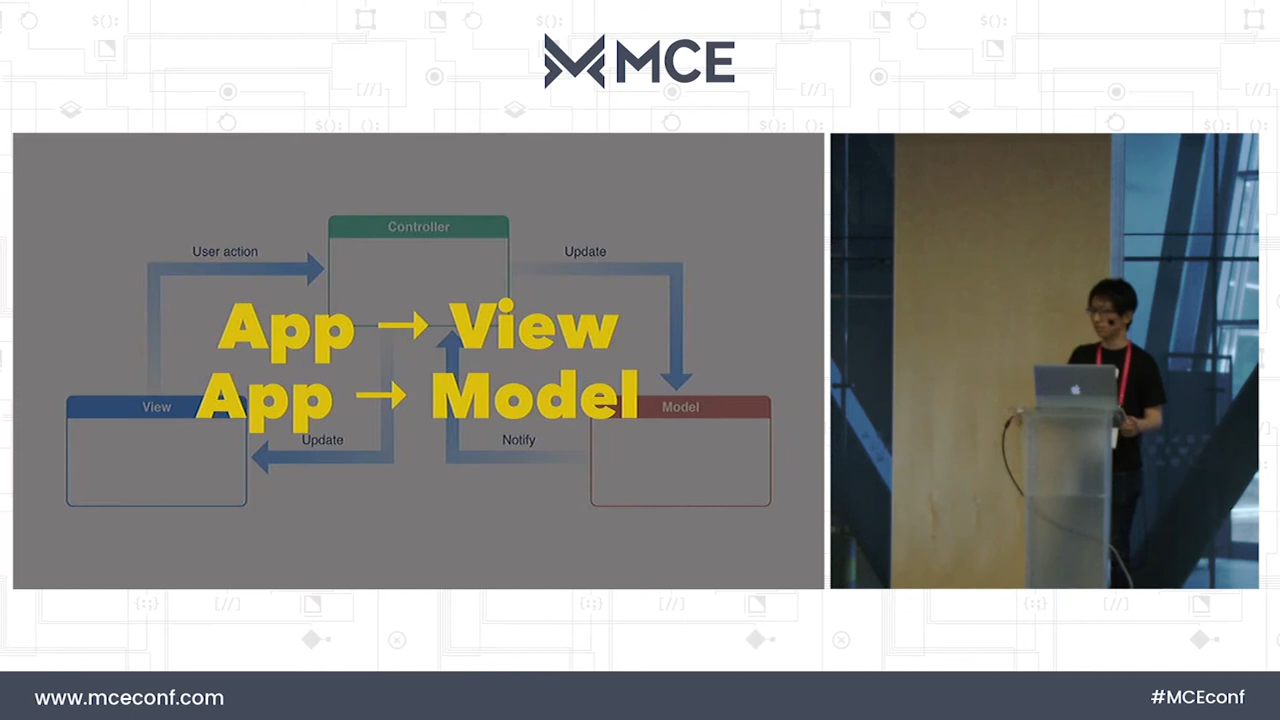 MCE
Controller
User action
Update
App → View
App → Model
View
Model
Update
Notify
www.mceconf.com
#MCEconf